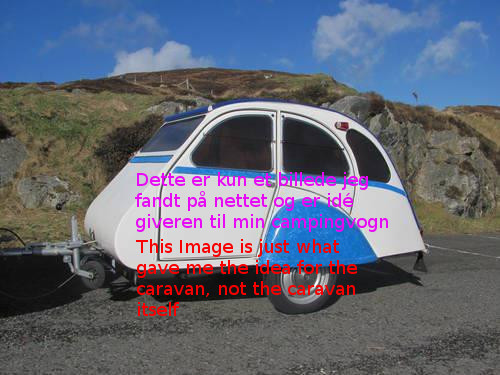 Dette er kun et billede jeg
fandt på nettet og er idé
giveren til min campingvogn
This Image is just what
gave me the idea for the
caravan, not the caravan
itself